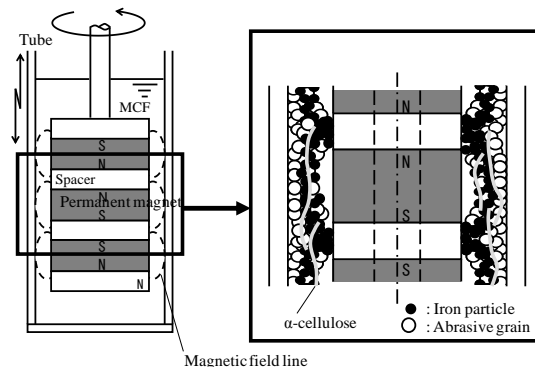 Tube
MCF
S
N
Spacer
N
Permanent magnet
S
S
N
N
Magnetic field line
N
N
S
S
α-cellulose
: Iron particle
: Abrasive grain